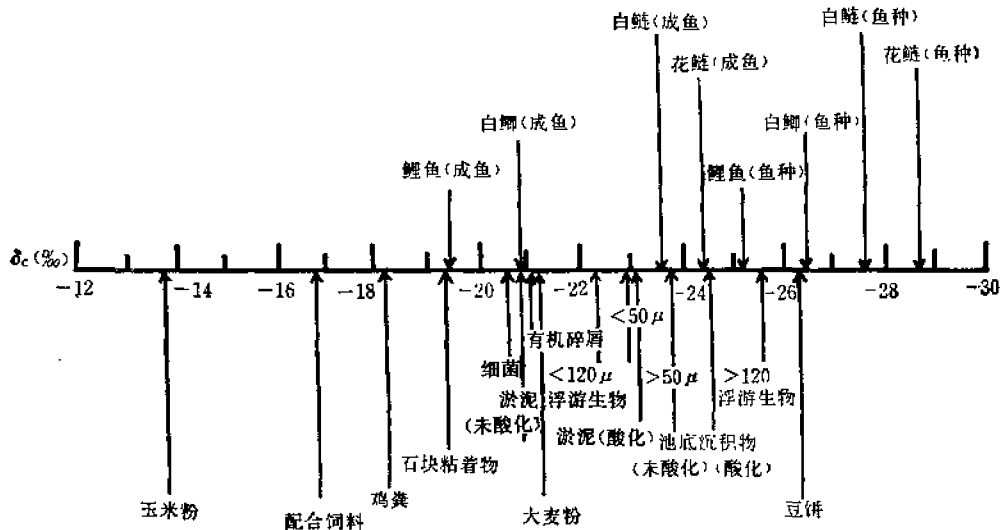 白鲢(成鱼)
白鲢(鱼种)
花鲢(成鱼)
花鲢(鱼种)
白鲫(成鱼)
白鲫(鱼种)
鲤鱼(成鱼)
鲤鱼(鱼种)
δc(‰)
-12 -14 -16 -18 -20 -22 -24 -26 -28 -30
<50μ
有机碎屑
细菌 <120μ >50μ >120
淤泥 浮游生物 浮游生物
(未酸化) 淤泥(酸化) 池底沉积物
石块粘着物 (未酸化)(酸化)
鸡粪
玉米粉 配合饲料 大麦粉 豆饼